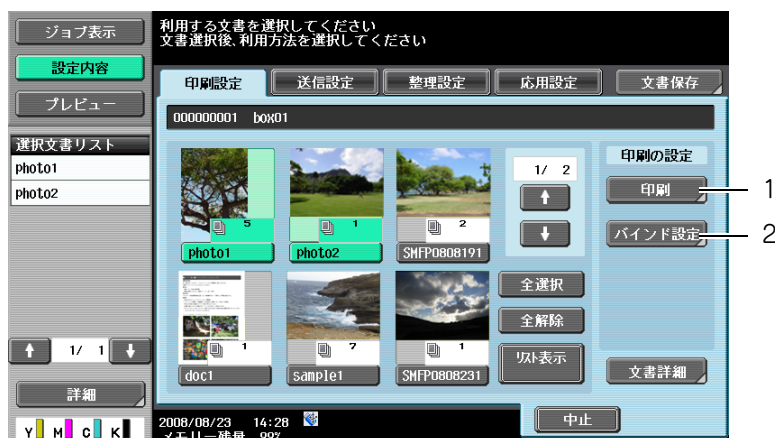 ジョブ表示
設定内容
プレビュー
利用する文書を選択してください
文書選択後、利用方法を選択してください
印刷設定
送信設定
整理設定
応用設定
文書保存
000000001 box01
選択文書リスト
photo1
photo2
5
photo1
1
photo2
2
SMFP0808191
1/ 2
↑
↓
印刷の設定
印刷
1
バインド設定
2
1
doc1
7
sample1
1
SMFP0808231
全選択
全解除
リスト表示
文書詳細
↑ 1/ 1 ↓
詳細
Y M C K
2008/08/23 14:28
メモリー残量 99%
中止